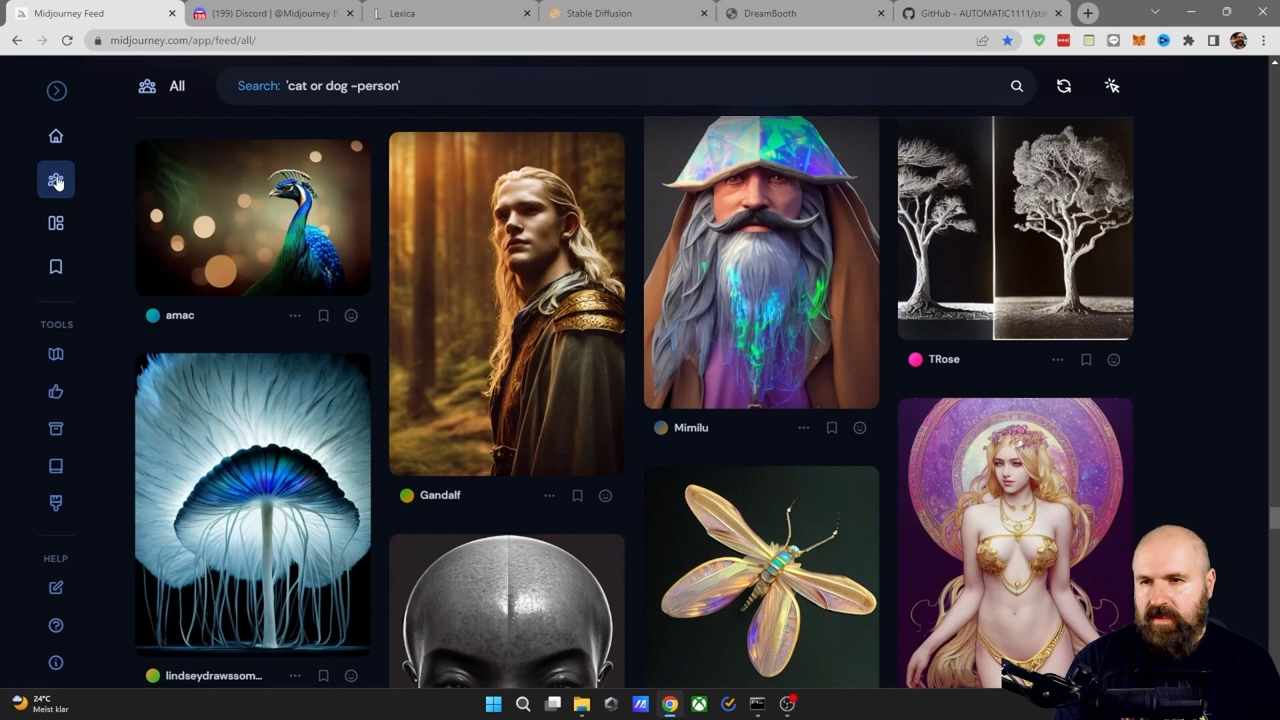 Midjourney Feed
(199) Discord | @Midjourney B
Lexica
Stable Diffusion
DreamBooth
GitHub - AUTOMATIC1111/sta
midjourney.com/app/feed/all/
All
Search: 'cat or dog -person'
amac
TRose
TOOLS
Mimilu
Gandalf
HELP
lindseydrawssom...
24°C
Meist klar